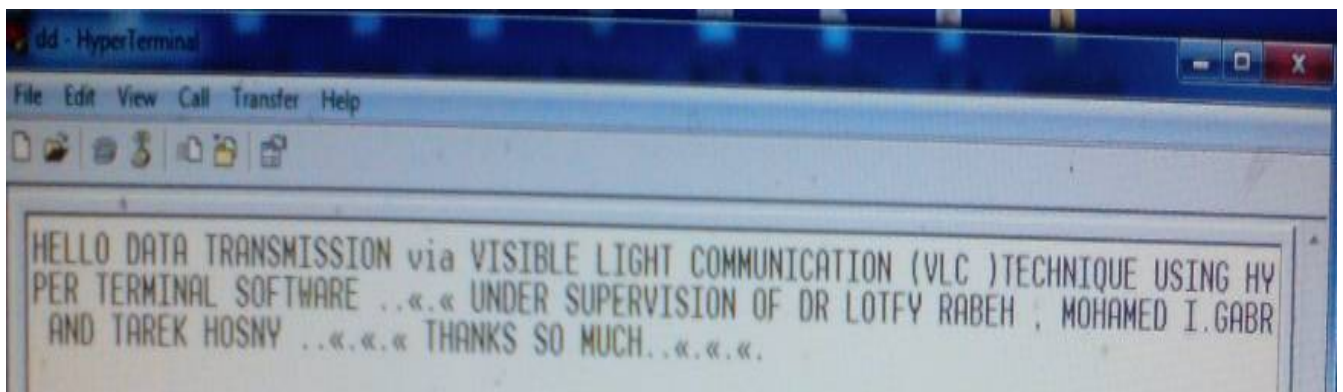 dd - HyperTerminal
File Edit View Call Transfer Help
HELLO DATA TRANSMISSION via VISIBLE LIGHT COMMUNICATION (VLC )TECHNIQUE USING HY
PER TERMINAL SOFTWARE ..«.« UNDER SUPERVISION OF DR LOTFY RABEH . MOHAMED I.GABR
AND TAREK HOSNY ..«.«.« THANKS SO MUCH..«.«.«.